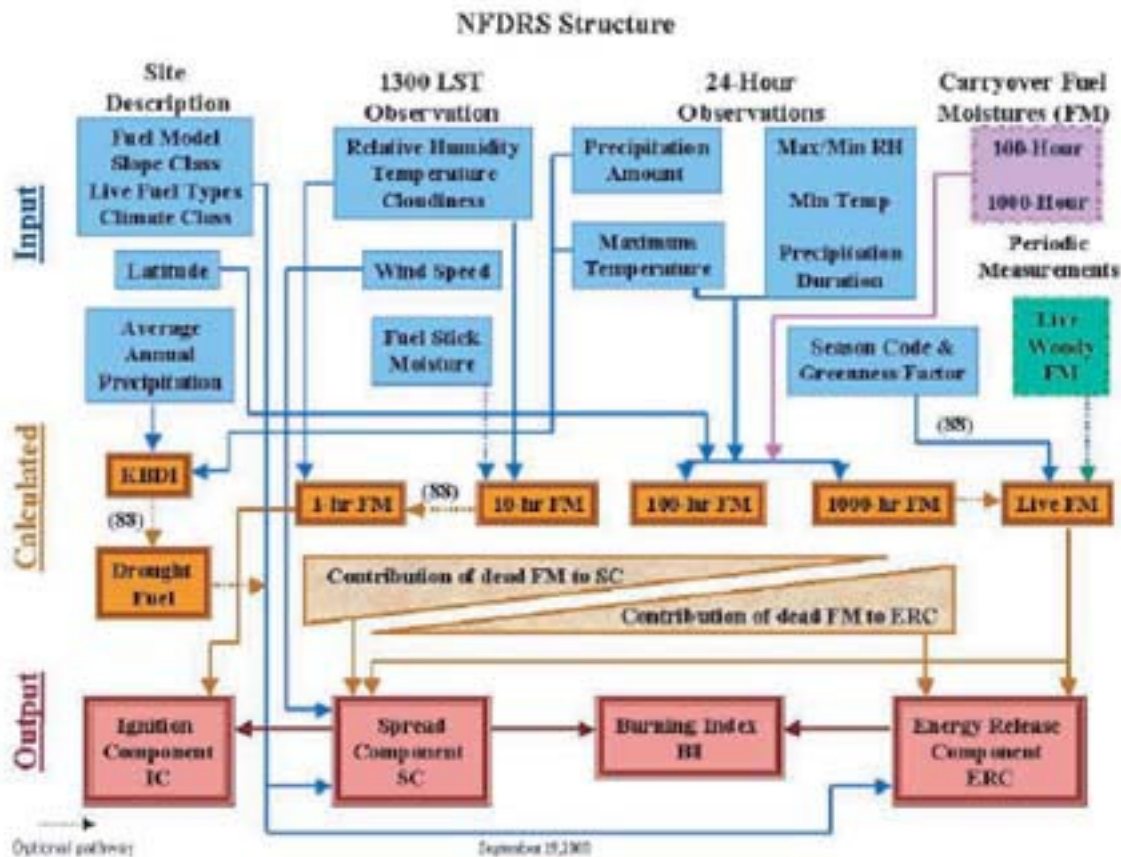 NFDRS Structure
Site
Description
1300 LST
Observation
24-Hour
Observations
Carryover Fuel
Moistures (FM)
Input
Fuel Model
Slope Class
Live Fuel Types
Climate Class
Relative Humidity
Temperature
Cloudiness
Precipitation
Amount
Max/Min RH
Min Temp
Precipitation
Duration
100-Hour
1000-Hour
Latitude
Wind Speed
Maximum
Temperature
Periodic
Measurements
Average
Annual
Precipitation
Fuel Stick
Moisture
Season Code &
Greenness Factor
Live
Woody
FM
(88)
Calculated
KBDI
1-hr FM
(88)
10-hr FM
100-hr FM
1000-hr FM
Live FM
(88)
Drought
Fuel
Contribution of dead FM to SC
Contribution of dead FM to ERC
Output
Ignition
Component
IC
Spread
Component
SC
Burning Index
BI
Energy Release
Component
ERC
Optional pathway